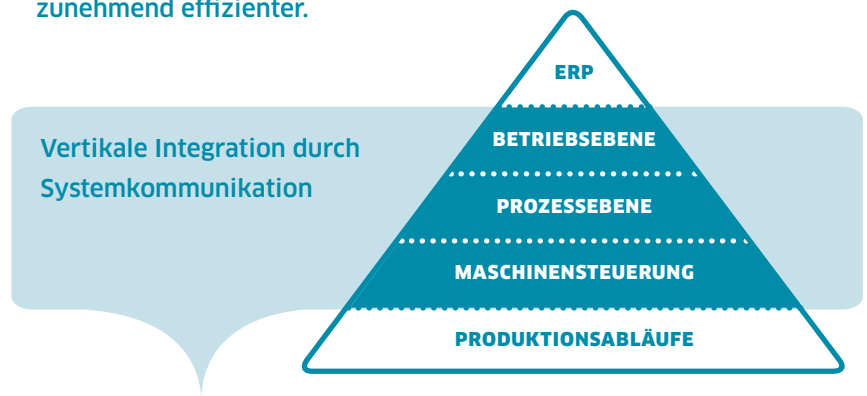 zunehmend effizienter.
Vertikale Integration durch
Systemkommunikation
ERP
BETRIEBSEBENE
PROZESSEBENE
MASCHINENSTEUERUNG
PRODUKTIONSABLÄUFE